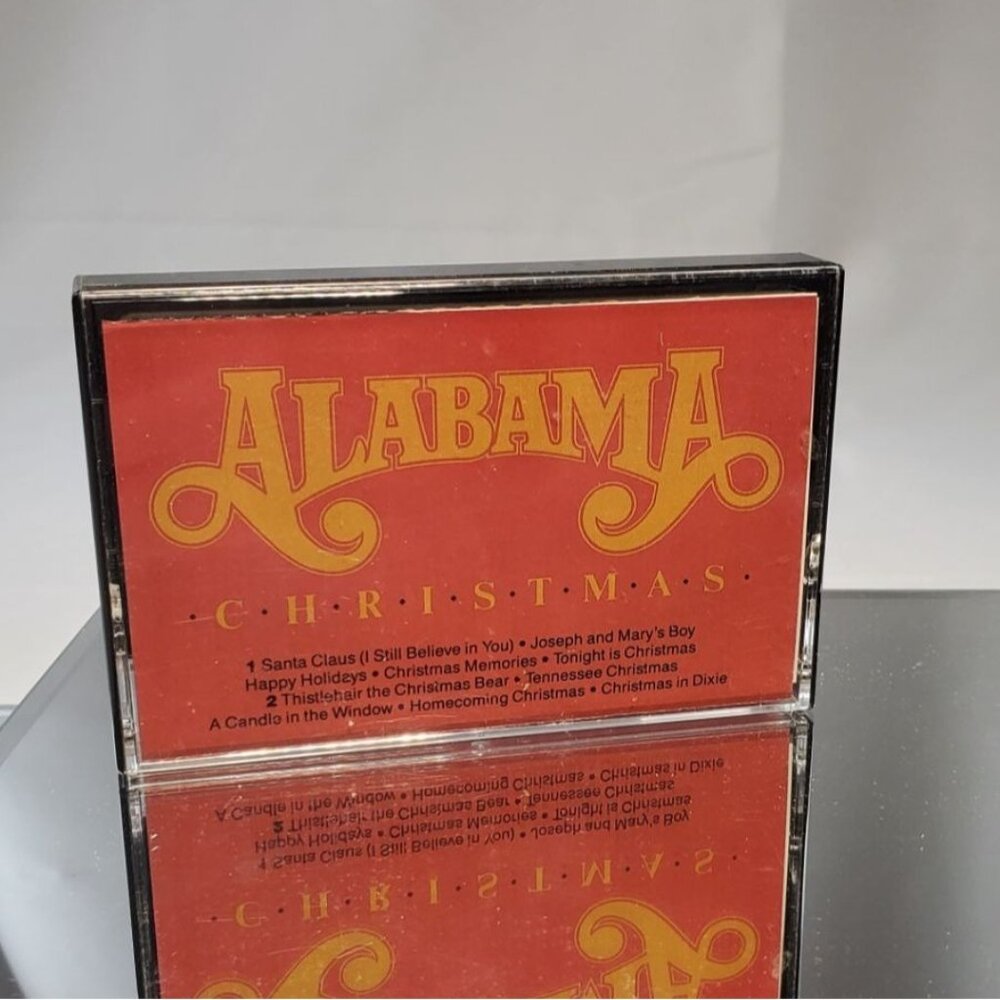 ALABAMA
·C·H·R·I·S·T·M·A·S·
1 Santa Claus (I Still Believe in You) • Joseph and Mary's Boy
Happy Holidays • Christmas Memories • Tonight is Christmas
2 Thistlehair the Christmas Bear • Tennessee Christmas
A Candle in the Window • Homecoming Christmas • Christmas in Dixie